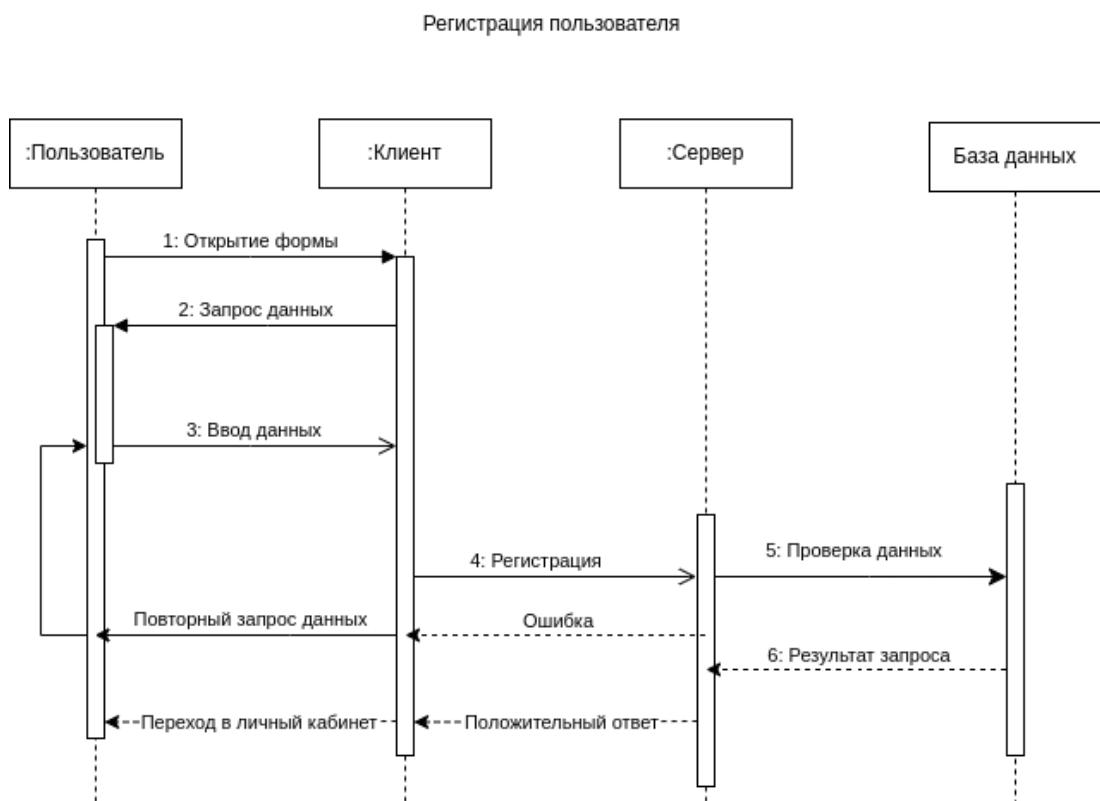 Регистрация пользователя
:Пользователь
:Клиент
:Сервер
База данных
1: Открытие формы
2: Запрос данных
3: Ввод данных
4: Регистрация
5: Проверка данных
Повторный запрос данных
Ошибка
6: Результат запроса
Переход в личный кабинет
Положительный ответ